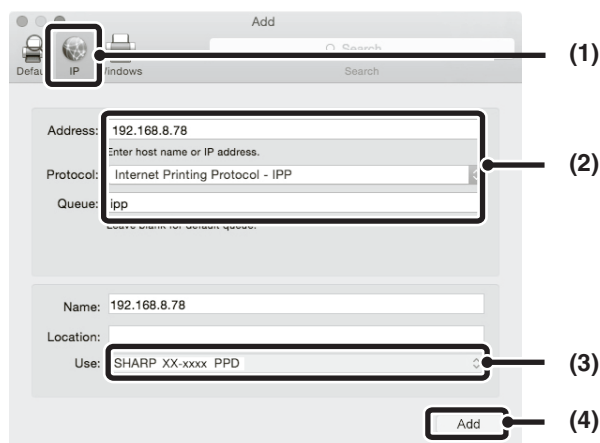 Add
(1)
Search
Defau IP Windows Search
Address: 192.168.8.78
Enter host name or IP address.
(2)
Protocol: Internet Printing Protocol - IPP
Queue: ipp
Leave blank for default queue.
Name: 192.168.8.78
Location:
Use: SHARP XX-xxxx PPD
(3)
Add
(4)